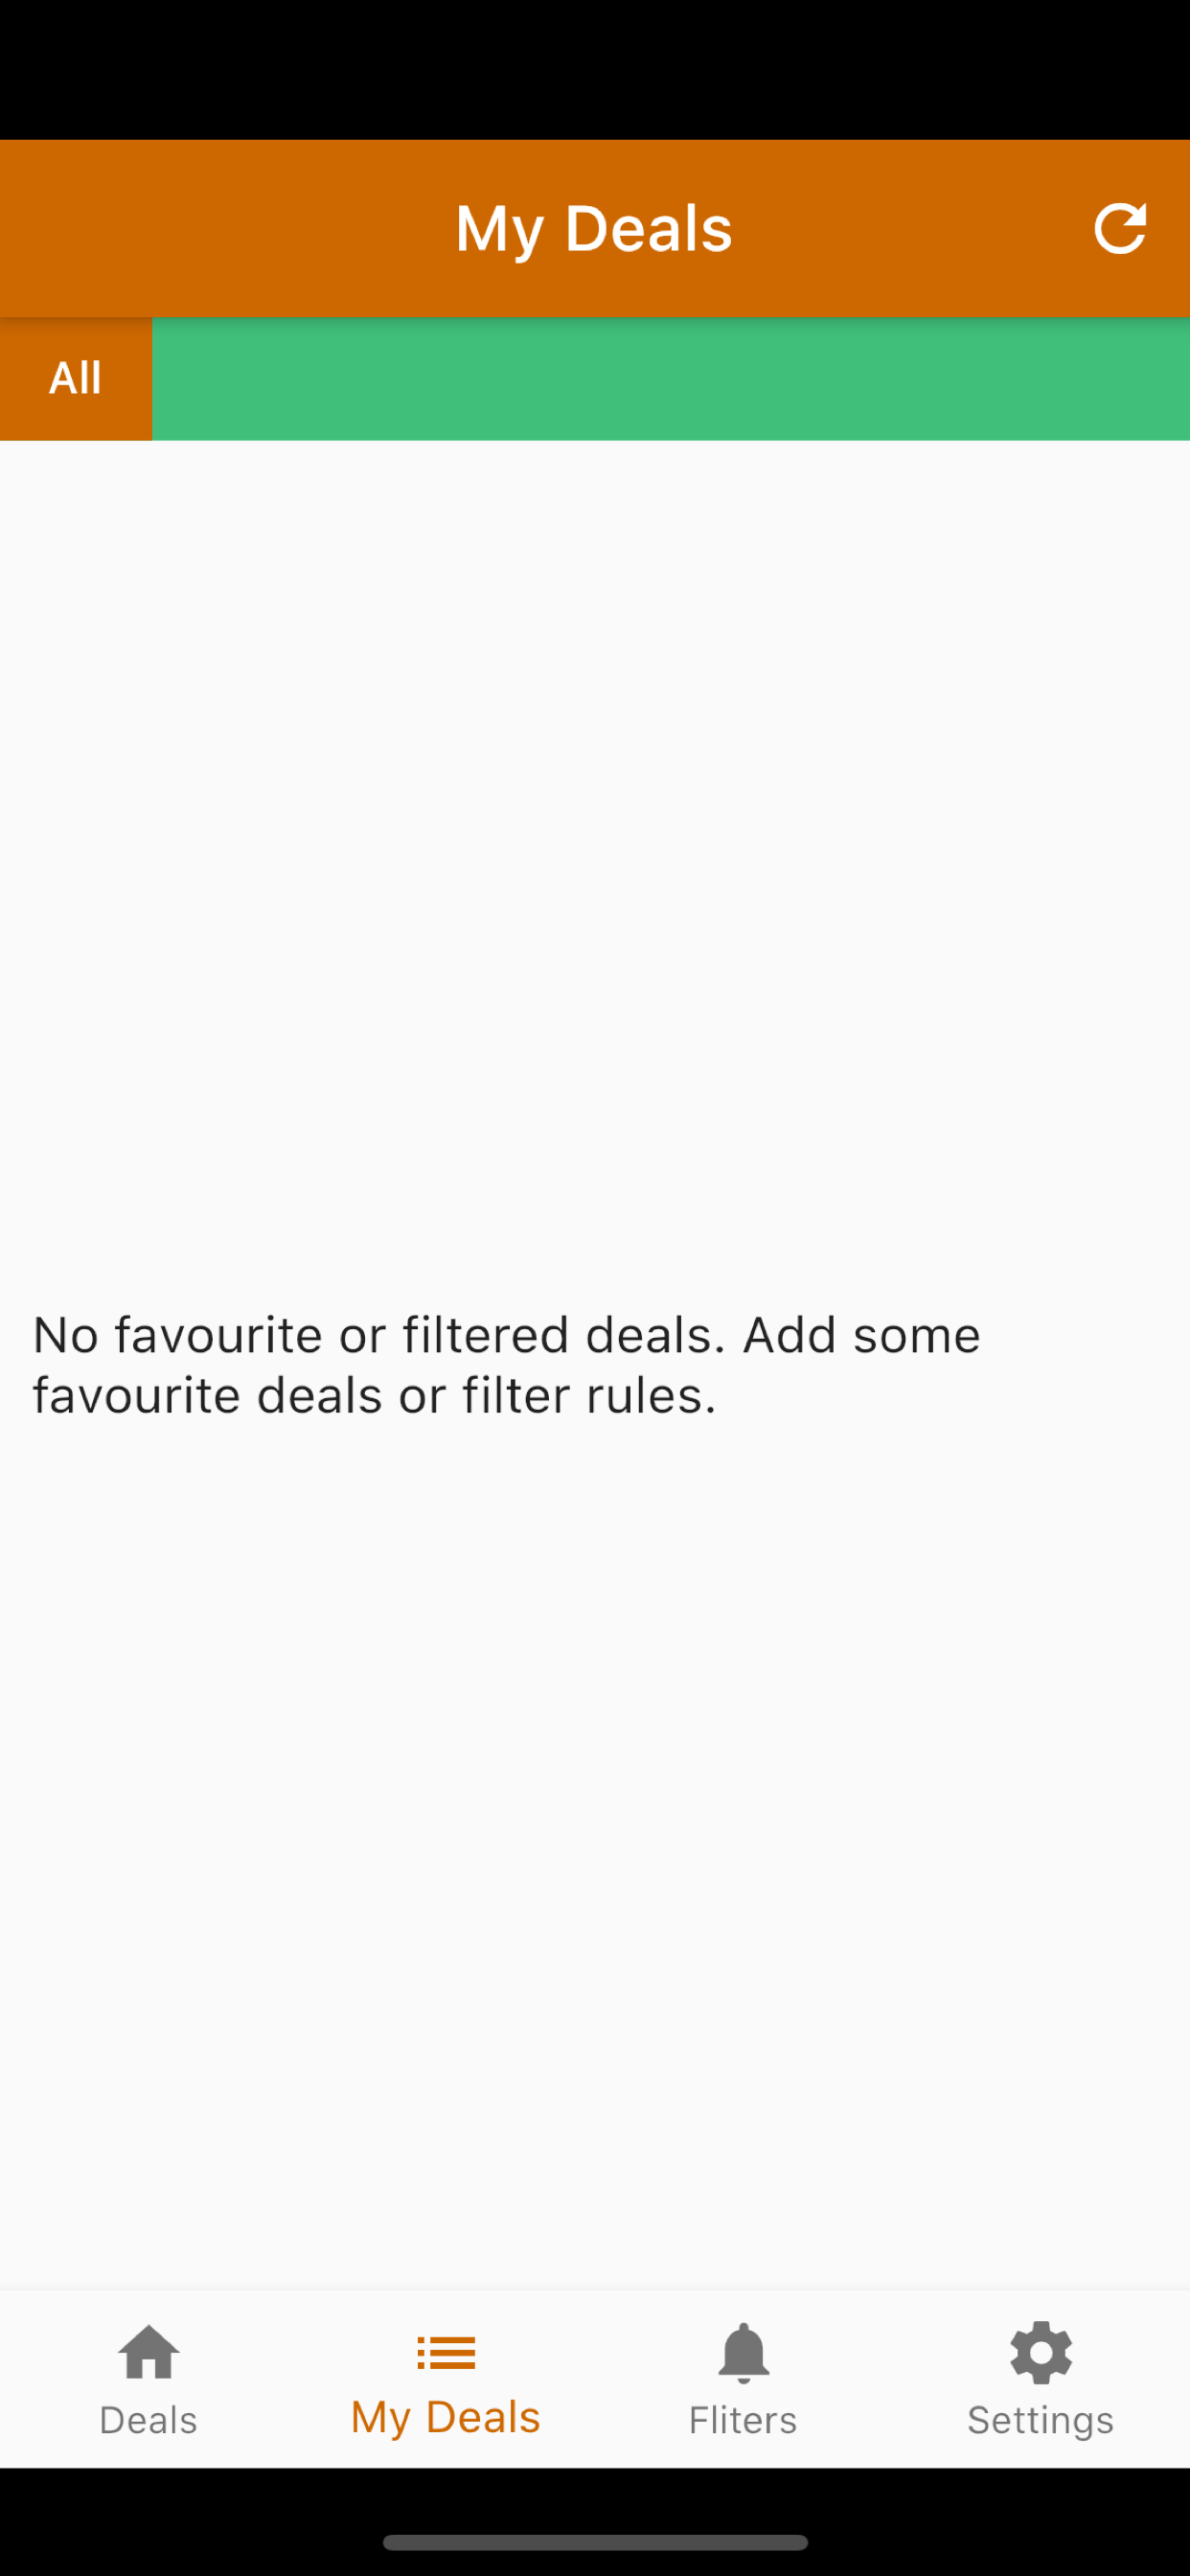 My Deals
All
No favourite or filtered deals. Add some
favourite deals or filter rules.
Deals
My Deals
Fliters
Settings